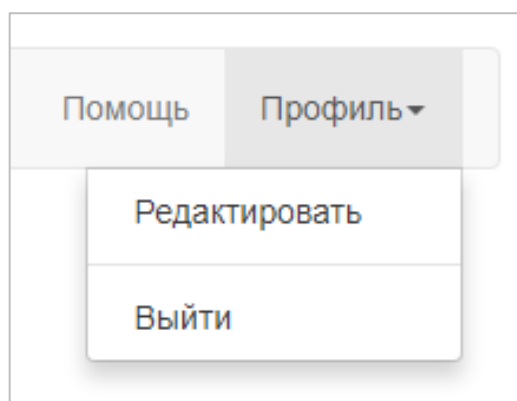 Помощь Профиль
Редактировать
Выйти